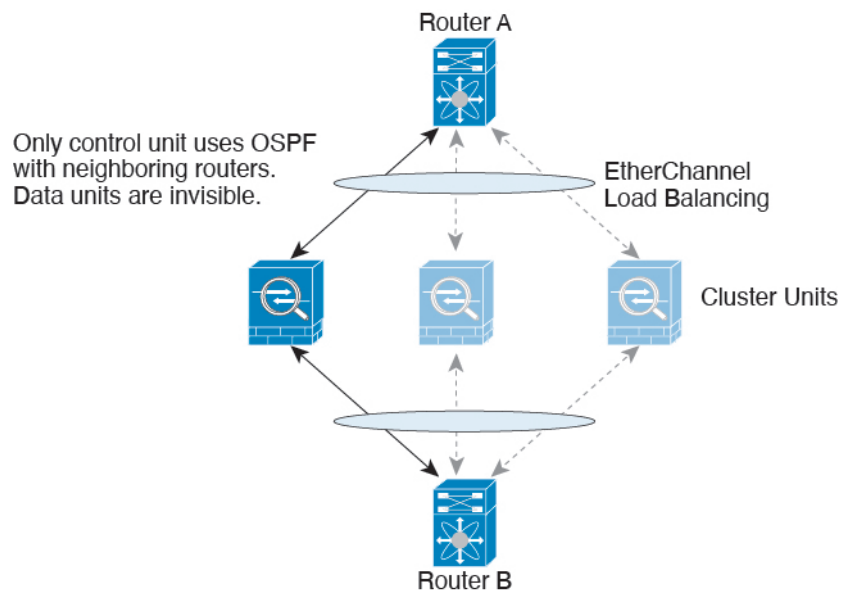 Router A
Only control unit uses OSPF
with neighboring routers.
Data units are invisible.
EtherChannel
Load Balancing
Cluster Units
Router B